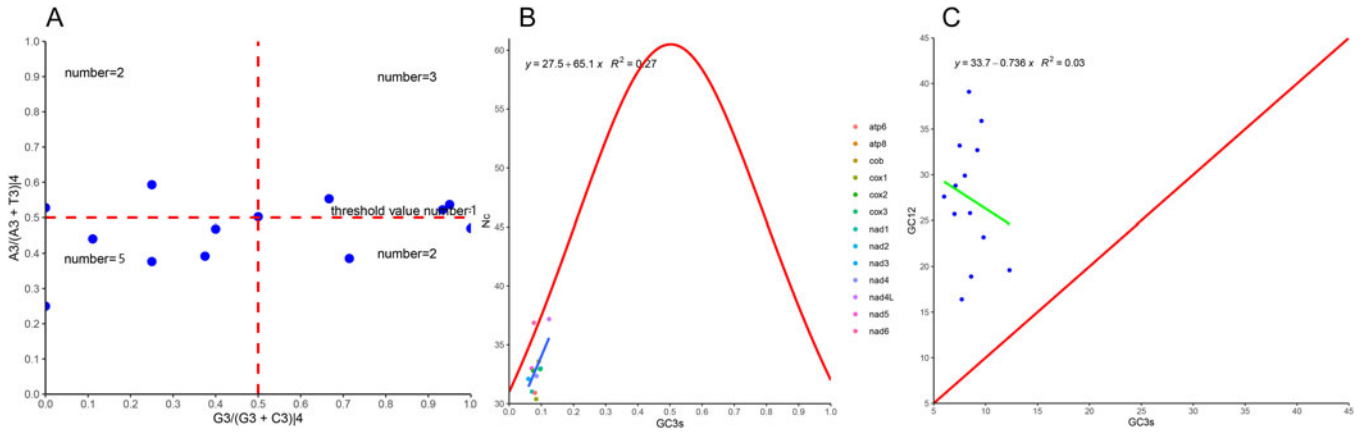 A
1.0
0.9
0.8
0.7
0.6
0.5
0.4
0.3
0.2
0.1
0.0
A3/(A3 + T3)|4
number=2
number=3
threshold value number=1
number=5
number=2
0.0 0.1 0.2 0.3 0.4 0.5 0.6 0.7 0.8 0.9 1.0
G3/(G3 + C3)|4
B
60
55
50
45
40
35
30
Nc
y = 27.5+65.1 x R² = 0.27
0.0 0.1 0.2 0.3 0.4 0.5 0.6 0.7 0.8 0.9 1.0
GC3s
atp6
atp8
cob
cox1
cox2
cox3
nad1
nad2
nad3
nad4
nad4L
nad5
nad6
C
45
35
25
15
5
GC12
y = 33.7−0.736 x R² = 0.03
5 10 15 20 25 30 35 40 45
GC3s